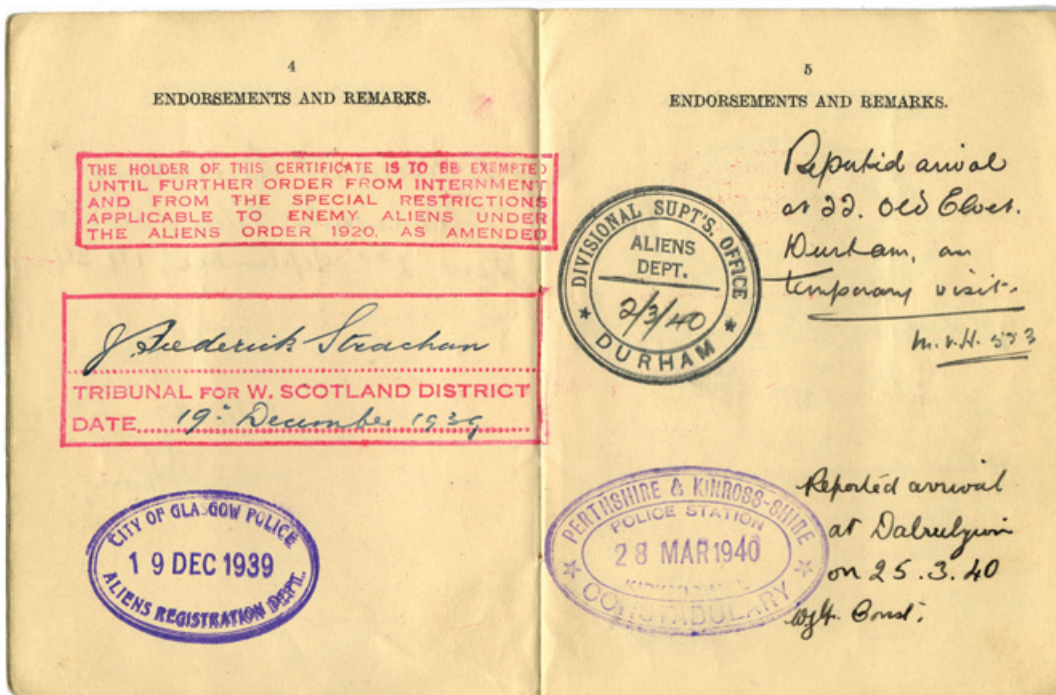 4
ENDORSEMENTS AND REMARKS.
THE HOLDER OF THIS CERTIFICATE IS TO BE EXEMPTED
UNTIL FURTHER ORDER FROM INTERNMENT
AND FROM THE SPECIAL RESTRICTIONS
APPLICABLE TO ENEMY ALIENS UNDER
THE ALIENS ORDER 1920. AS AMENDED
J Frederick Strachan
TRIBUNAL FOR W. SCOTLAND DISTRICT
DATE 19: December 1939
CITY OF GLASGOW POLICE
19 DEC 1939
ALIENS REGISTRATION DEPT.
5
ENDORSEMENTS AND REMARKS.
DIVISIONAL SUPT'S. OFFICE
ALIENS
DEPT.
2/3/40
DURHAM
Reported arrival
at 22. Old Elvet.
Durham, on
temporary visit.
PERTHSHIRE & KINROSS-SHIRE
POLICE STATION
28 MAR 1940
CONSTABULARY
Reported arrival
at
on 25.3.40
Const.